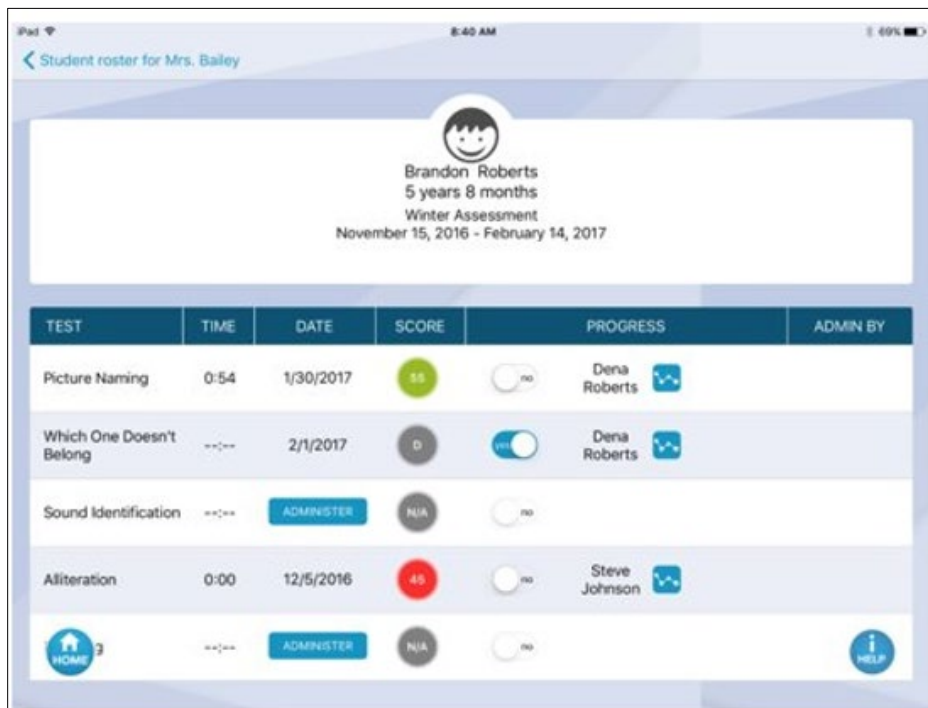 iPad 8:40 AM 69%
Student roster for Mrs. Bailey
Brandon Roberts
5 years 8 months
Winter Assessment
November 15, 2016 - February 14, 2017
TEST TIME DATE SCORE PROGRESS ADMIN BY
Picture Naming 0:54 1/30/2017 55 no Dena
Roberts
Which One Doesn't
Belong --:-- 2/1/2017 D yes Dena
Roberts
Sound Identification --:-- ADMINISTER N/A no
Alliteration 0:00 12/5/2016 45 no Steve
Johnson
g --:-- ADMINISTER N/A no
HOME
i
HELP